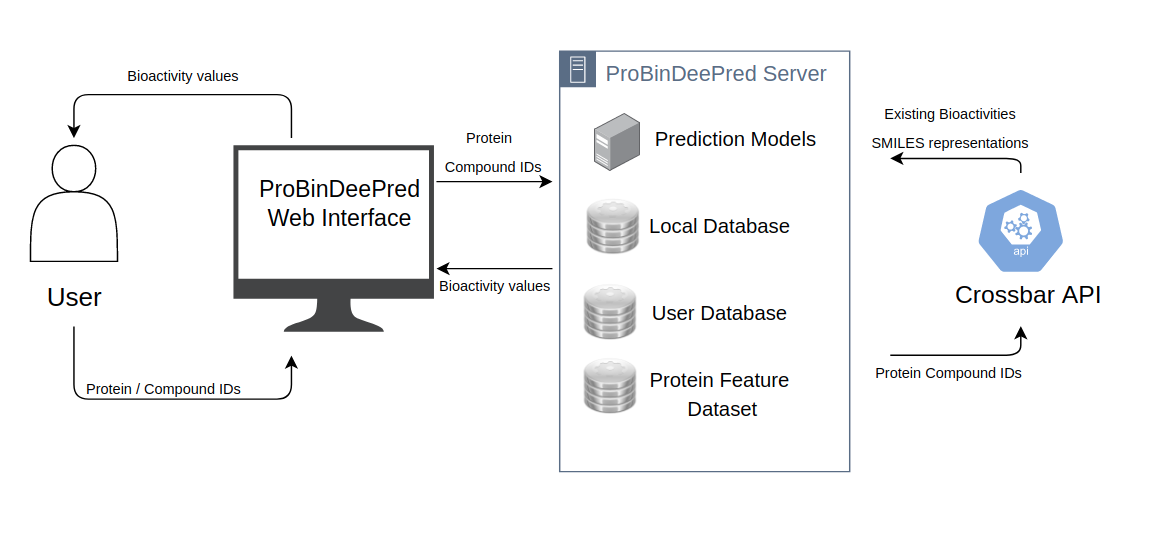 Bioactivity values
User
Protein / Compound IDs
ProBinDeePred
Web Interface
Protein
Compound IDs
Bioactivity values
ProBinDeePred Server
Prediction Models
Local Database
User Database
Protein Feature
Dataset
Existing Bioactivities
SMILES representations
api
Crossbar API
Protein Compound IDs